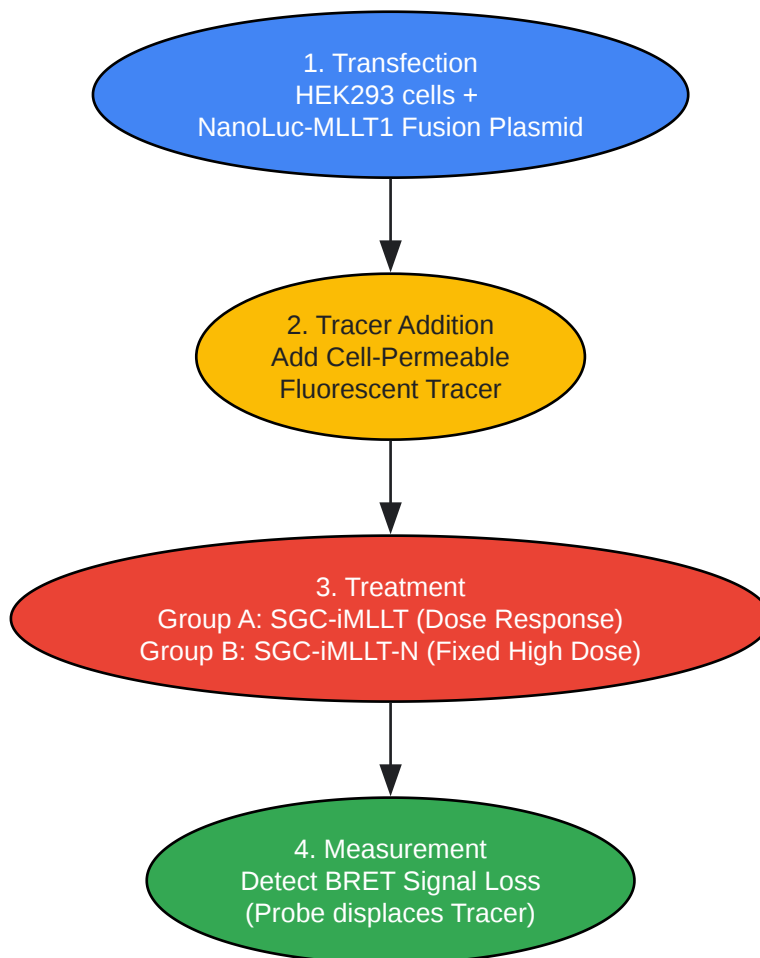 1. Transfection
HEK293 cells +
NanoLuc-MLLT1 Fusion Plasmid
2. Tracer Addition
Add Cell-Permeable
Fluorescent Tracer
3. Treatment
Group A: SGC-iMLLT (Dose Response)
Group B: SGC-iMLLT-N (Fixed High Dose)
4. Measurement
Detect BRET Signal Loss
(Probe displaces Tracer)